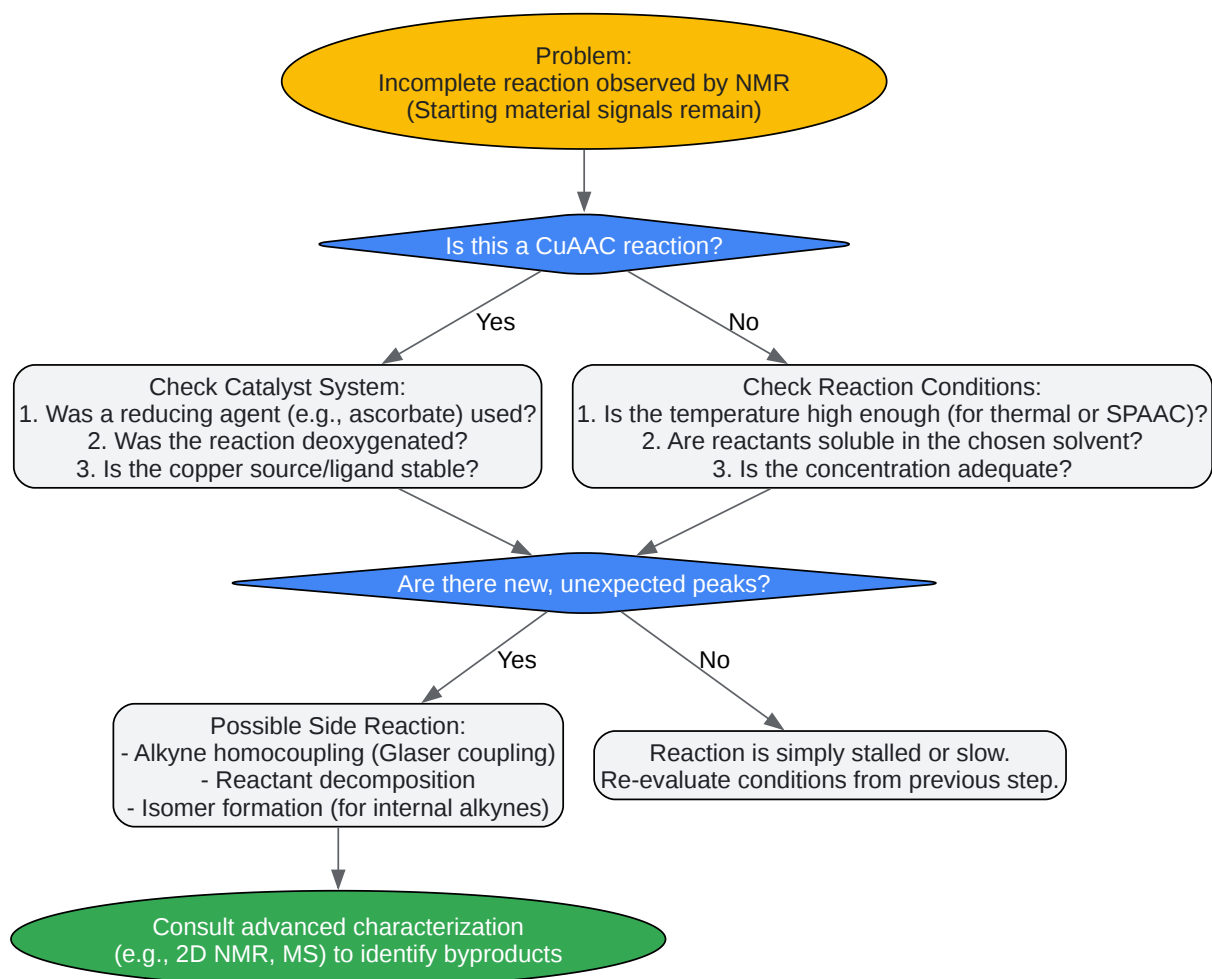 Problem:
Incomplete reaction observed by NMR
(Starting material signals remain)
Is this a CuAAC reaction?
Yes
No
Check Catalyst System:
1. Was a reducing agent (e.g., ascorbate) used?
2. Was the reaction deoxygenated?
3. Is the copper source/ligand stable?
Check Reaction Conditions:
1. Is the temperature high enough (for thermal or SPAAC)?
2. Are reactants soluble in the chosen solvent?
3. Is the concentration adequate?
Are there new, unexpected peaks?
Yes
No
Possible Side Reaction:
- Alkyne homocoupling (Glaser coupling)
- Reactant decomposition
- Isomer formation (for internal alkynes)
Reaction is simply stalled or slow.
Re-evaluate conditions from previous step.
Consult advanced characterization
(e.g., 2D NMR, MS) to identify byproducts